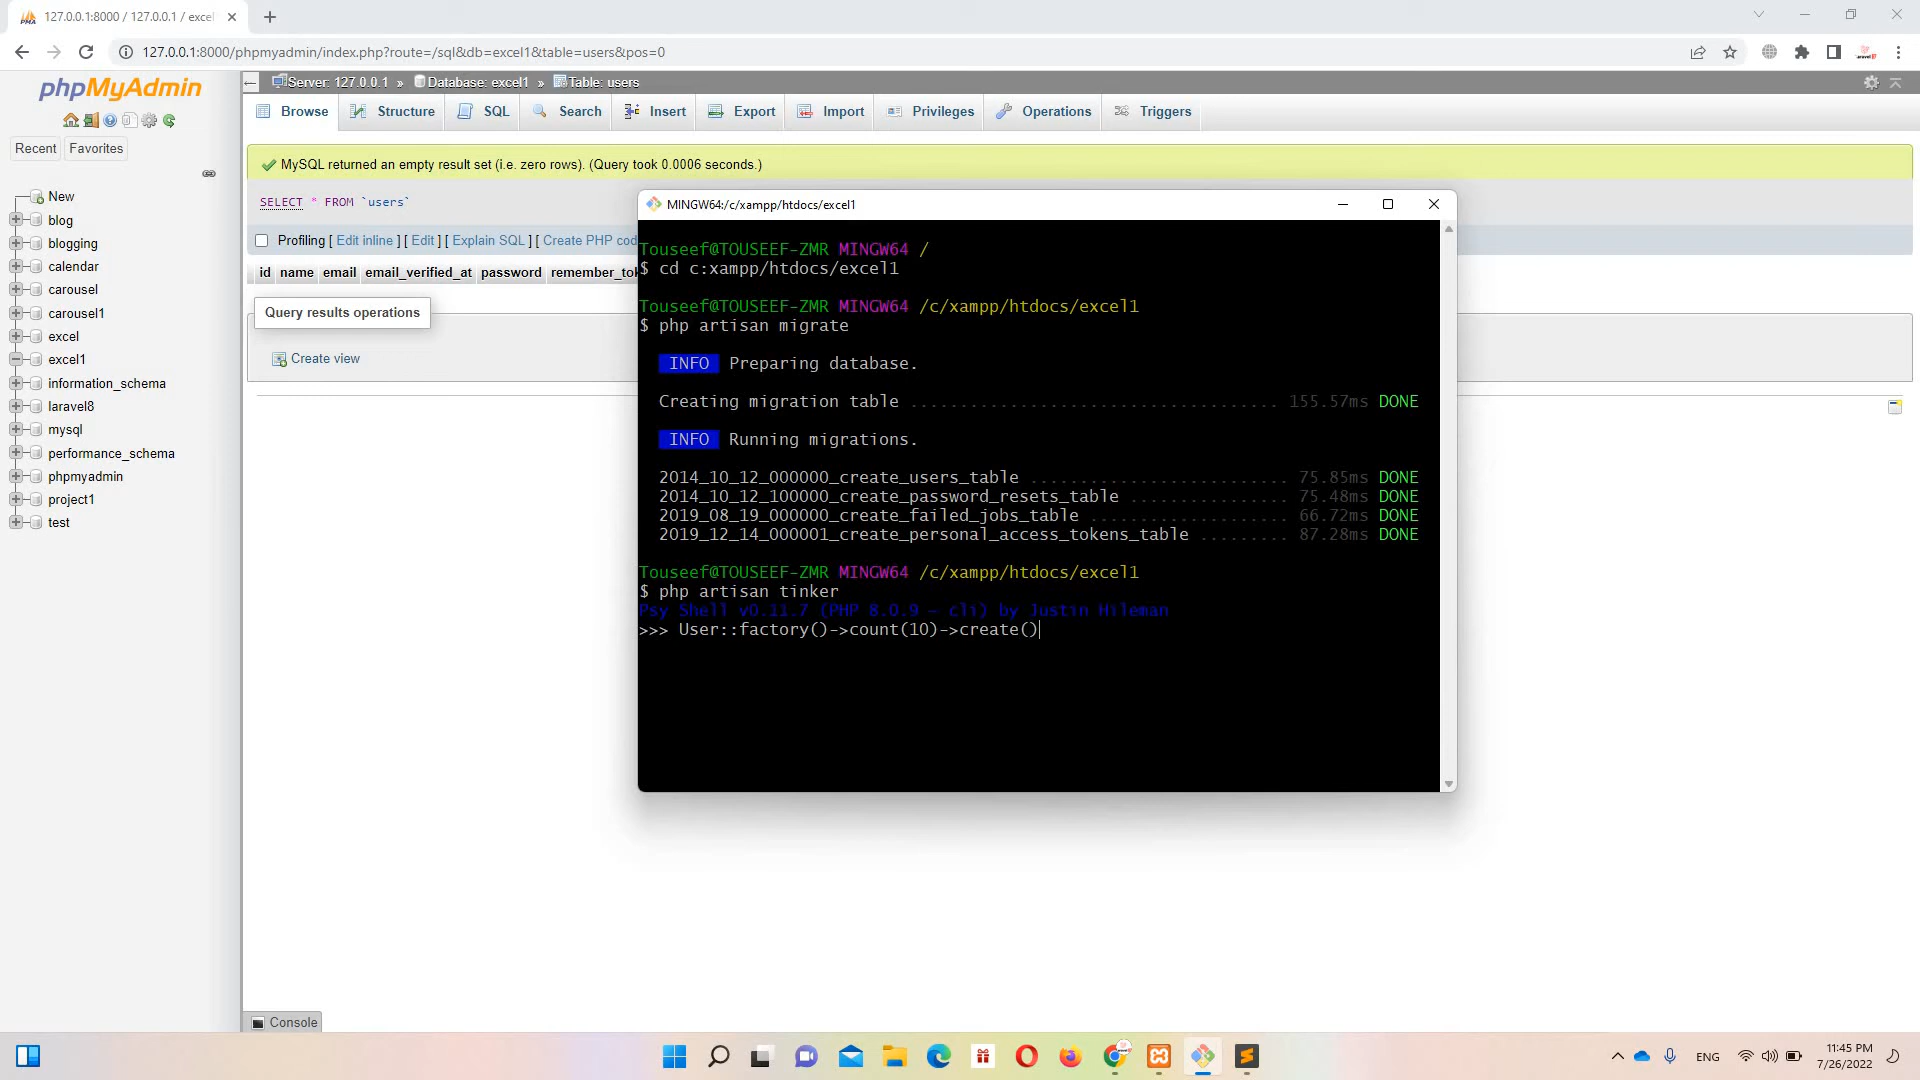 127.0.0.1:8000 / 127.0.0.1 / excel
127.0.0.1:8000/phpmyadmin/index.php?route=/sql&db=excel1&table=users&pos=0
phpMyAdmin
Recent Favorites
New
blog
blogging
calendar
carousel
carousel1
excel
excel1
information_schema
laravel8
mysql
performance_schema
phpmyadmin
project1
test
Server: 127.0.0.1 » Database: excel1 » Table: users
Browse Structure SQL Search Insert Export Import Privileges Operations Triggers
MySQL returned an empty result set (i.e. zero rows). (Query took 0.0006 seconds.)
SELECT * FROM `users`
Profiling [ Edit inline ] [ Edit ] [ Explain SQL ] [ Create PHP cod
id name email email_verified_at password remember_tok
Query results operations
Create view
Console
MINGW64:/c/xampp/htdocs/excel1
Touseef@TOUSEEF-ZMR MINGW64 /
$ cd c:xampp/htdocs/excel1
Touseef@TOUSEEF-ZMR MINGW64 /c/xampp/htdocs/excel1
$ php artisan migrate
INFO Preparing database.
Creating migration table ..................................... 155.57ms DONE
INFO Running migrations.
2014_10_12_000000_create_users_table .......................... 75.85ms DONE
2014_10_12_100000_create_password_resets_table ................ 75.48ms DONE
2019_08_19_000000_create_failed_jobs_table .................... 66.72ms DONE
2019_12_14_000001_create_personal_access_tokens_table ......... 87.28ms DONE
Touseef@TOUSEEF-ZMR MINGW64 /c/xampp/htdocs/excel1
$ php artisan tinker
Psy Shell v0.11.7 (PHP 8.0.9 — cli) by Justin Hileman
>>> User::factory()->count(10)->create()
ENG
11:45 PM
7/26/2022